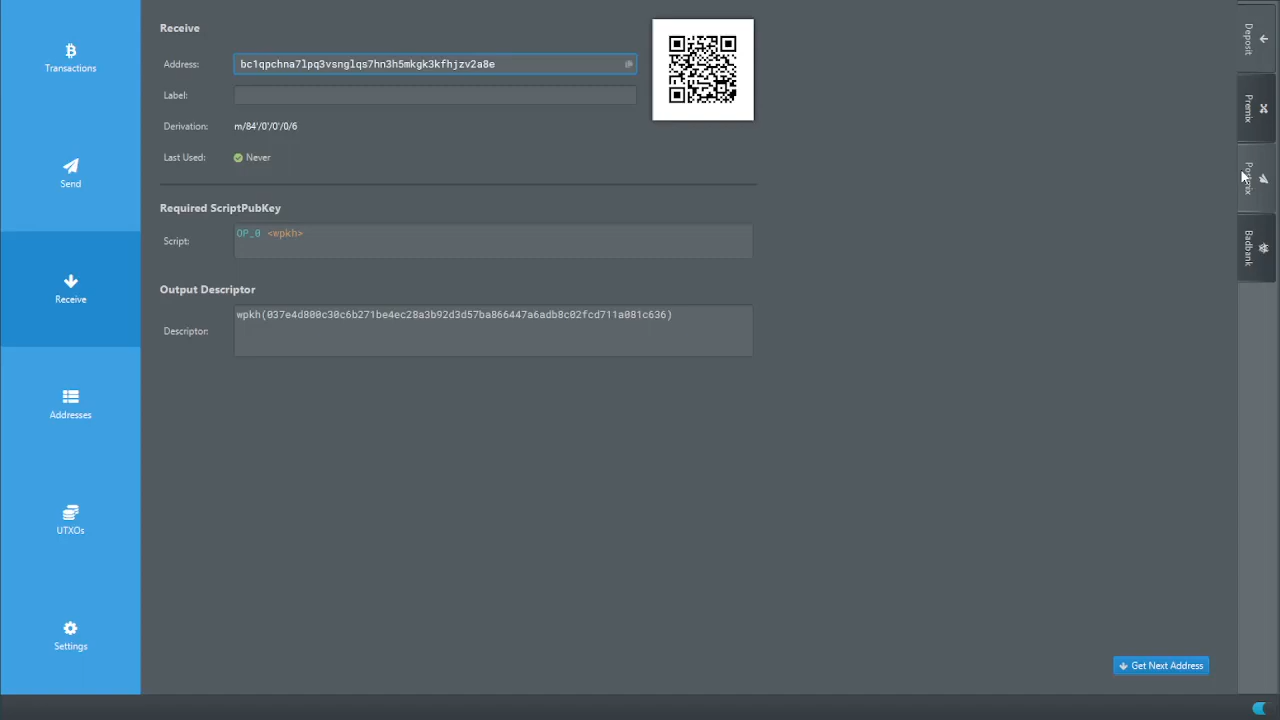 Transactions
Send
Receive
Addresses
UTXOs
Settings
Receive
Address: bc1qpchna7lpq3vsnglqs7hn3h5mkgk3kfhjzv2a8e
Label:
Derivation: m/84'/0'/0'/0/6
Last Used: Never
Required ScriptPubKey
Script: OP_0 <wpkh>
Output Descriptor
Descriptor: wpkh(037e4d800c30c6b271be4ec28a3b92d3d57ba866447a6adb8c02fcd711a081c636)
Get Next Address
Deposit
Premix
Postmix
Badbank